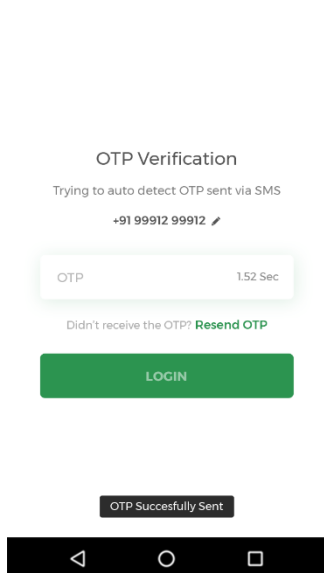 OTP Verification
Trying to auto detect OTP sent via SMS
+91 99912 99912
OTP 1.52 Sec
Didn't receive the OTP? Resend OTP
LOGIN
OTP Succesfully Sent